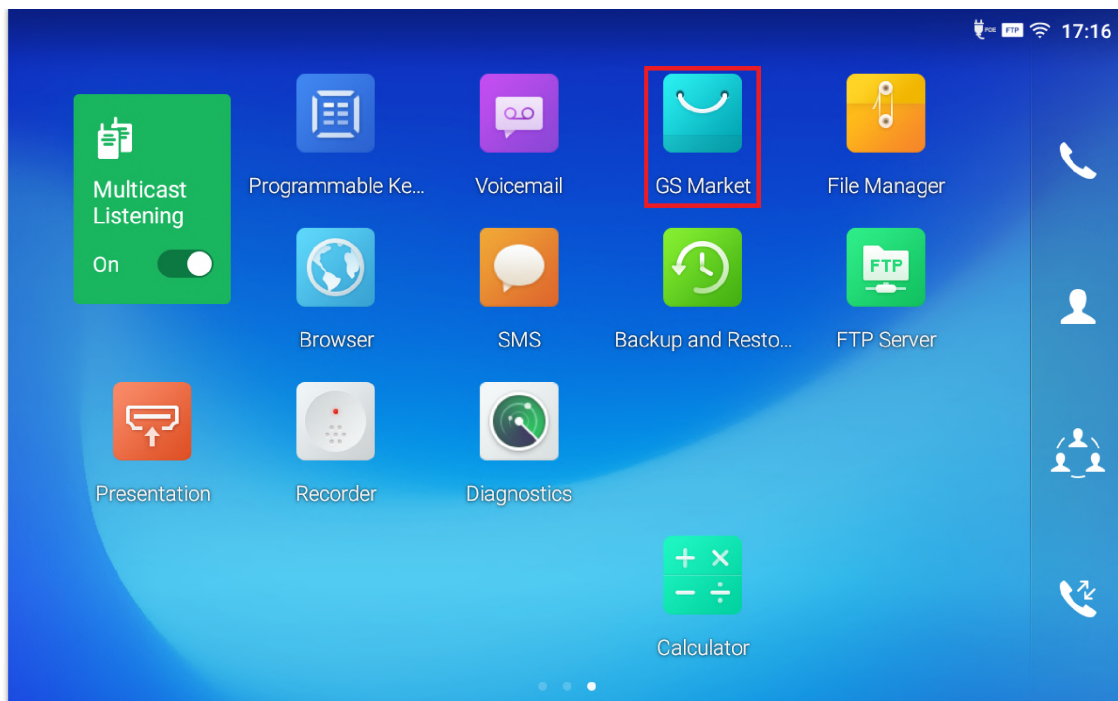 POE FTP 17:16
Multicast
Listening
On
Programmable Ke...
Voicemail
GS Market
File Manager
Browser
SMS
Backup and Resto...
FTP
FTP Server
Presentation
Recorder
Diagnostics
Calculator